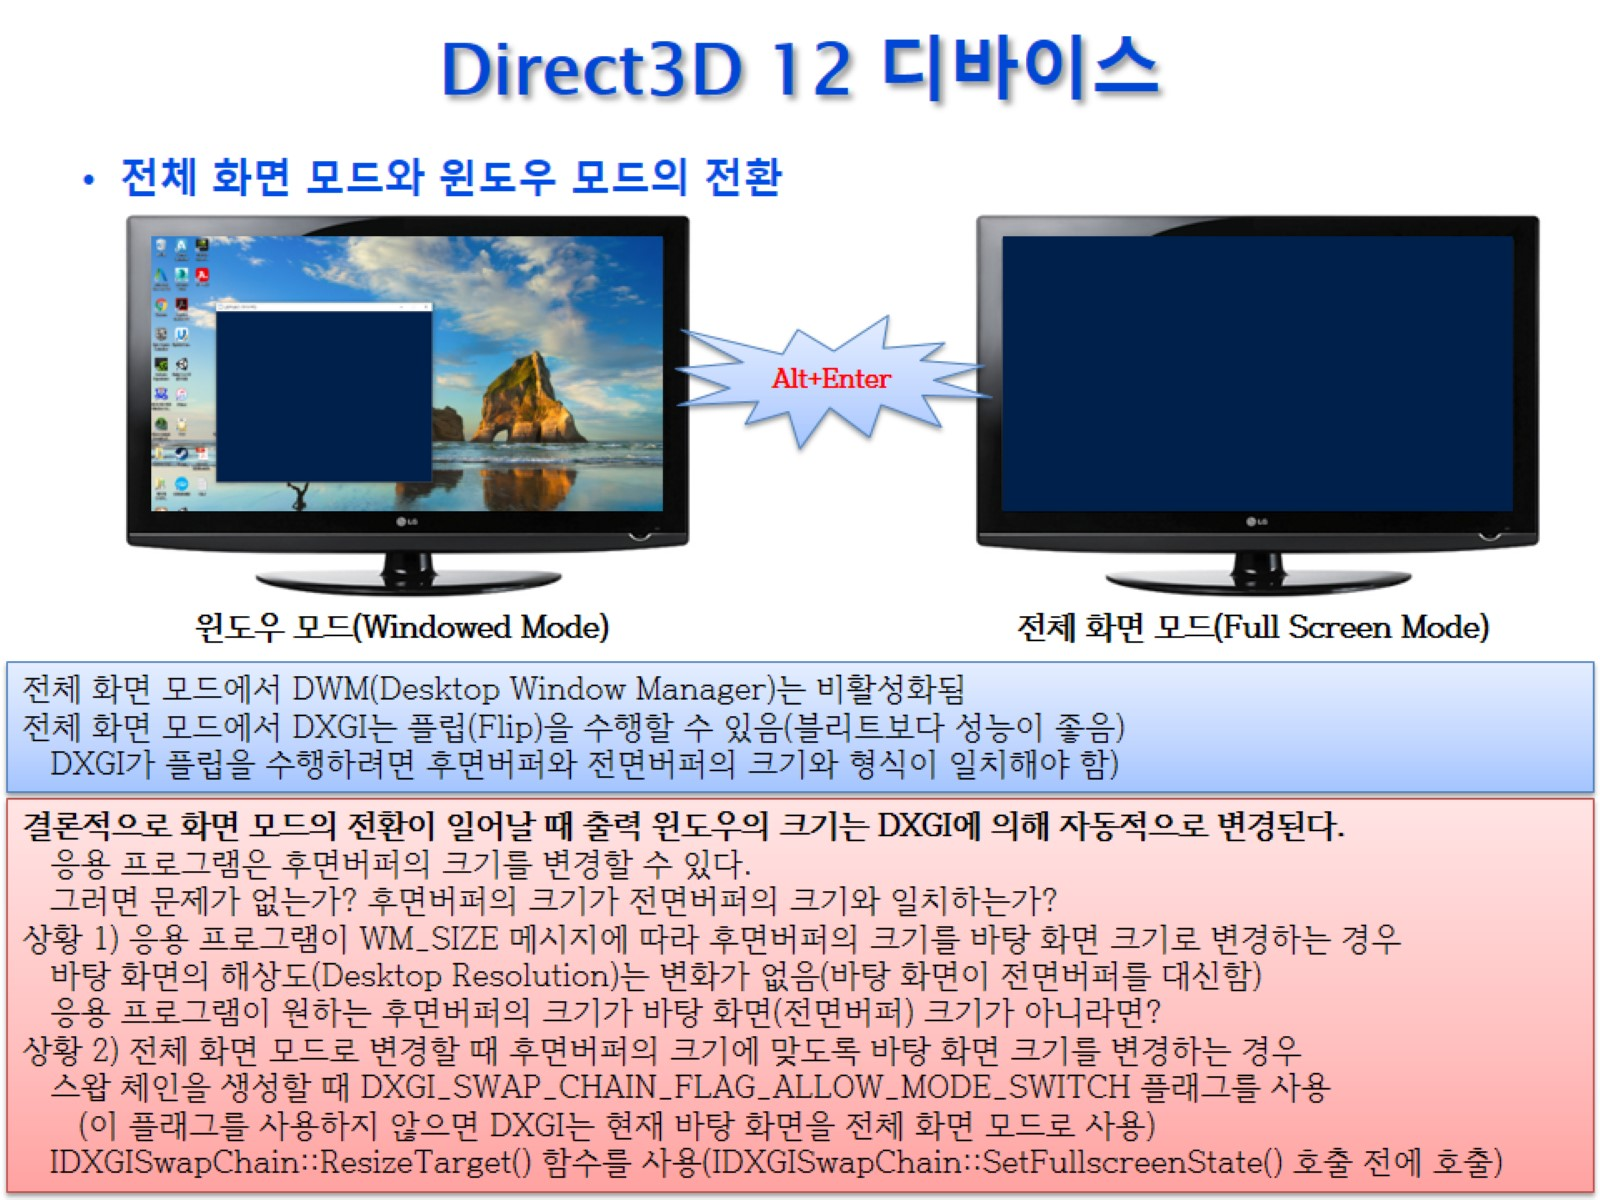 Direct3D 12 디바이스
• 전체 화면 모드와 윈도우 모드의 전환
Alt+Enter
LG
LG
윈도우 모드(Windowed Mode)
전체 화면 모드(Full Screen Mode)
전체 화면 모드에서 DWM(Desktop Window Manager)는 비활성화됨
전체 화면 모드에서 DXGI는 플립(Flip)을 수행할 수 있음(블리트보다 성능이 좋음)
DXGI가 플립을 수행하려면 후면버퍼와 전면버퍼의 크기와 형식이 일치해야 함)
결론적으로 화면 모드의 전환이 일어날 때 출력 윈도우의 크기는 DXGI에 의해 자동적으로 변경된다.
응용 프로그램은 후면버퍼의 크기를 변경할 수 있다.
그러면 문제가 없는가? 후면버퍼의 크기가 전면버퍼의 크기와 일치하는가?
상황 1) 응용 프로그램이 WM_SIZE 메시지에 따라 후면버퍼의 크기를 바탕 화면 크기로 변경하는 경우
바탕 화면의 해상도(Desktop Resolution)는 변화가 없음(바탕 화면이 전면버퍼를 대신함)
응용 프로그램이 원하는 후면버퍼의 크기가 바탕 화면(전면버퍼) 크기가 아니라면?
상황 2) 전체 화면 모드로 변경할 때 후면버퍼의 크기에 맞도록 바탕 화면 크기를 변경하는 경우
스왑 체인을 생성할 때 DXGI_SWAP_CHAIN_FLAG_ALLOW_MODE_SWITCH 플래그를 사용
(이 플래그를 사용하지 않으면 DXGI는 현재 바탕 화면을 전체 화면 모드로 사용)
IDXGISwapChain::ResizeTarget() 함수를 사용(IDXGISwapChain::SetFullscreenState() 호출 전에 호출)